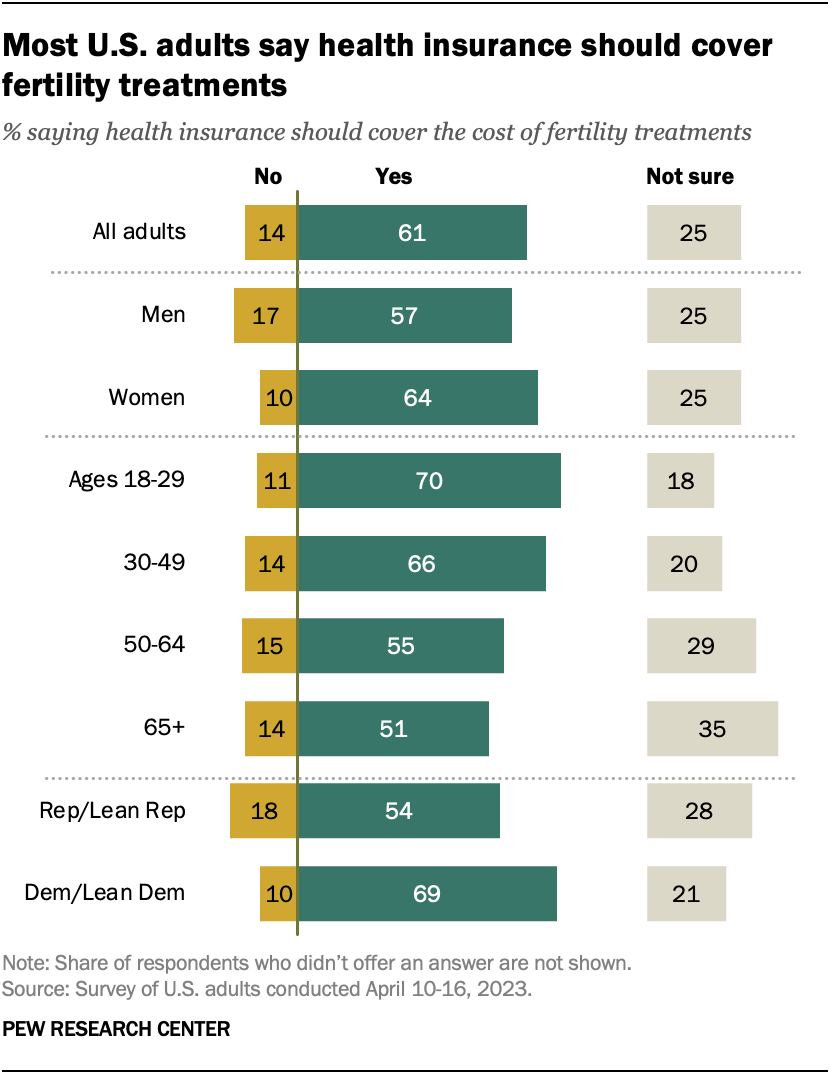 Most U.S. adults say health insurance should cover
fertility treatments
% saying health insurance should cover the cost of fertility treatments
No Yes Not sure
All adults 14 61 25
Men 17 57 25
Women 10 64 25
Ages 18-29 11 70 18
30-49 14 66 20
50-64 15 55 29
65+ 14 51 35
Rep/Lean Rep 18 54 28
Dem/Lean Dem 10 69 21
Note: Share of respondents who didn’t offer an answer are not shown.
Source: Survey of U.S. adults conducted April 10-16, 2023.
PEW RESEARCH CENTER